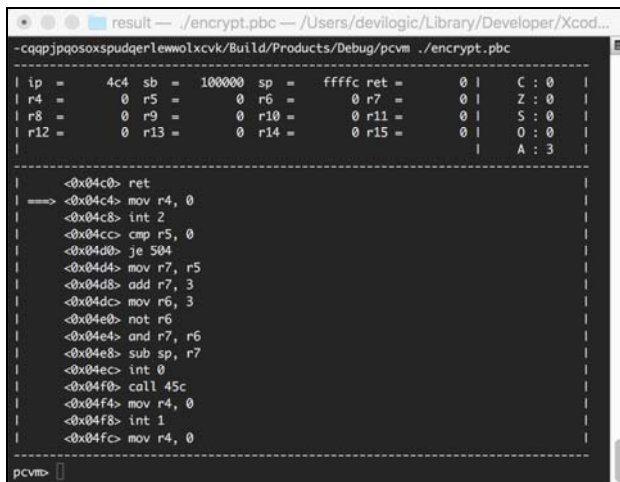 result — ./encrypt.pbc — /Users/devilogic/Library/Developer/Xcod...
-cqqpjpqosoxspudqerlewwolxcvk/Build/Products/Debug/pcvm ./encrypt.pbc
| ip = 4c4 sb = 100000 sp = ffffc ret = 0 | C : 0 |
| r4 = 0 r5 = 0 r6 = 0 r7 = 0 | Z : 0 |
| r8 = 0 r9 = 0 r10 = 0 r11 = 0 | S : 0 |
| r12 = 0 r13 = 0 r14 = 0 r15 = 0 | O : 0 |
| | A : 3 |
| <0x04c0> ret |
| ===> <0x04c4> mov r4, 0 |
| <0x04c8> int 2 |
| <0x04cc> cmp r5, 0 |
| <0x04d0> je 504 |
| <0x04d4> mov r7, r5 |
| <0x04d8> add r7, 3 |
| <0x04dc> mov r6, 3 |
| <0x04e0> not r6 |
| <0x04e4> and r7, r6 |
| <0x04e8> sub sp, r7 |
| <0x04ec> int 0 |
| <0x04f0> call 45c |
| <0x04f4> mov r4, 0 |
| <0x04f8> int 1 |
| <0x04fc> mov r4, 0 |
pcvm>